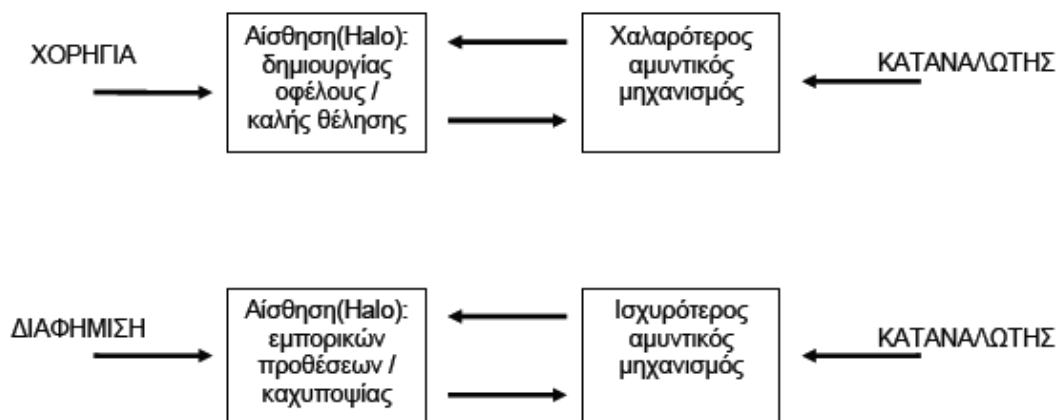 ΧΟΡΗΓΙΑ
Αίσθηση(Halo):
δημιουργίας
οφέλους /
καλής θέλησης
Χαλαρότερος
αμυντικός
μηχανισμός
ΚΑΤΑΝΑΛΩΤΗΣ
ΔΙΑΦΗΜΙΣΗ
Αίσθηση(Halo):
εμπορικών
προθέσεων /
καχυποψίας
Ισχυρότερος
αμυντικός
μηχανισμός
ΚΑΤΑΝΑΛΩΤΗΣ